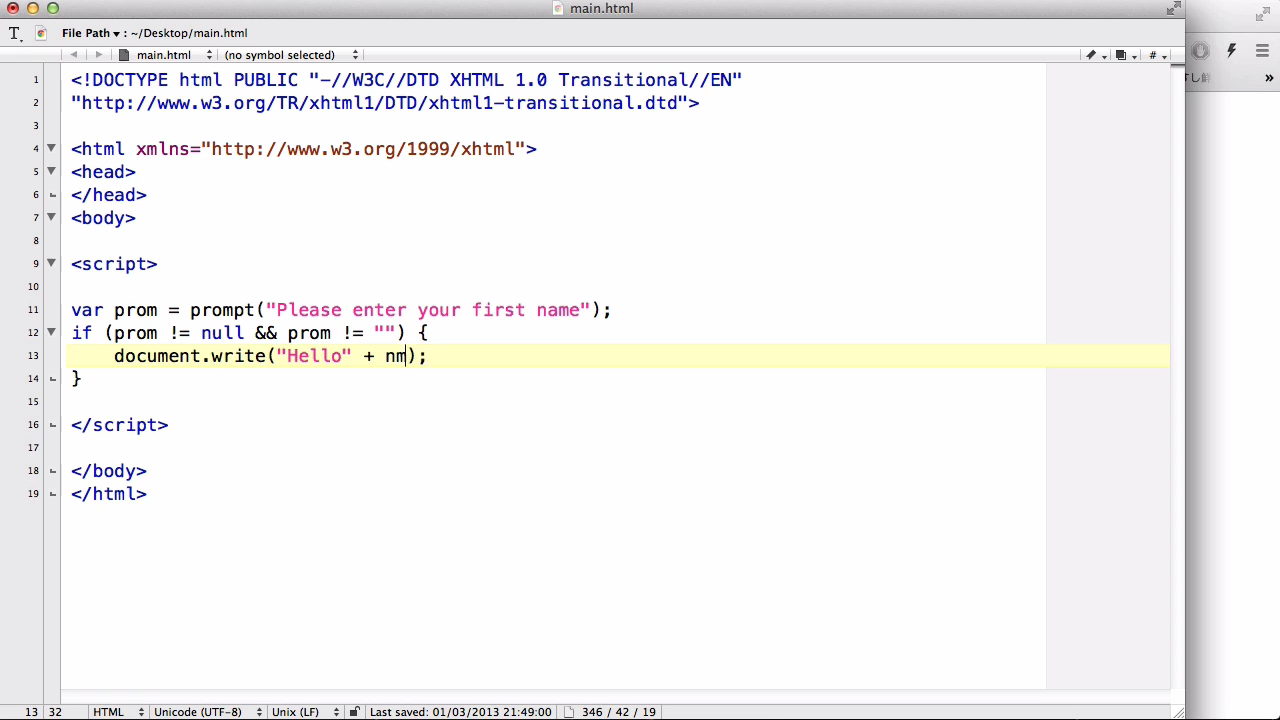 main.html
File Path : ~/Desktop/main.html
main.html (no symbol selected) #
1 <!DOCTYPE html PUBLIC "-//W3C//DTD XHTML 1.0 Transitional//EN"
2 "http://www.w3.org/TR/xhtml1/DTD/xhtml1-transitional.dtd">
3
4 <html xmlns="http://www.w3.org/1999/xhtml">
5 <head>
6 </head>
7 <body>
8
9 <script>
10
11 var prom = prompt("Please enter your first name");
12 if (prom != null && prom != "") {
13 document.write("Hello" + nm);
14 }
15
16 </script>
17
18 </body>
19 </html>
13 32 HTML Unicode (UTF-8) Unix (LF) Last saved: 01/03/2013 21:49:00 346 / 42 / 19